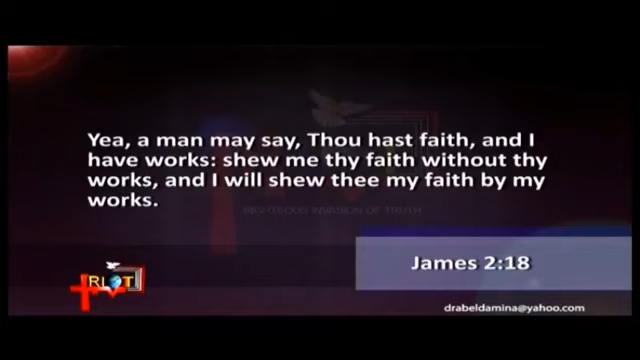 Yea, a man may say, Thou hast faith, and I
have works: shew me thy faith without thy
works, and I will shew thee my faith by my
works.
RIGHTEOUS INVASION OF TRUTH
James 2:18
RIOT
TV
drabeldamina@yahoo.com